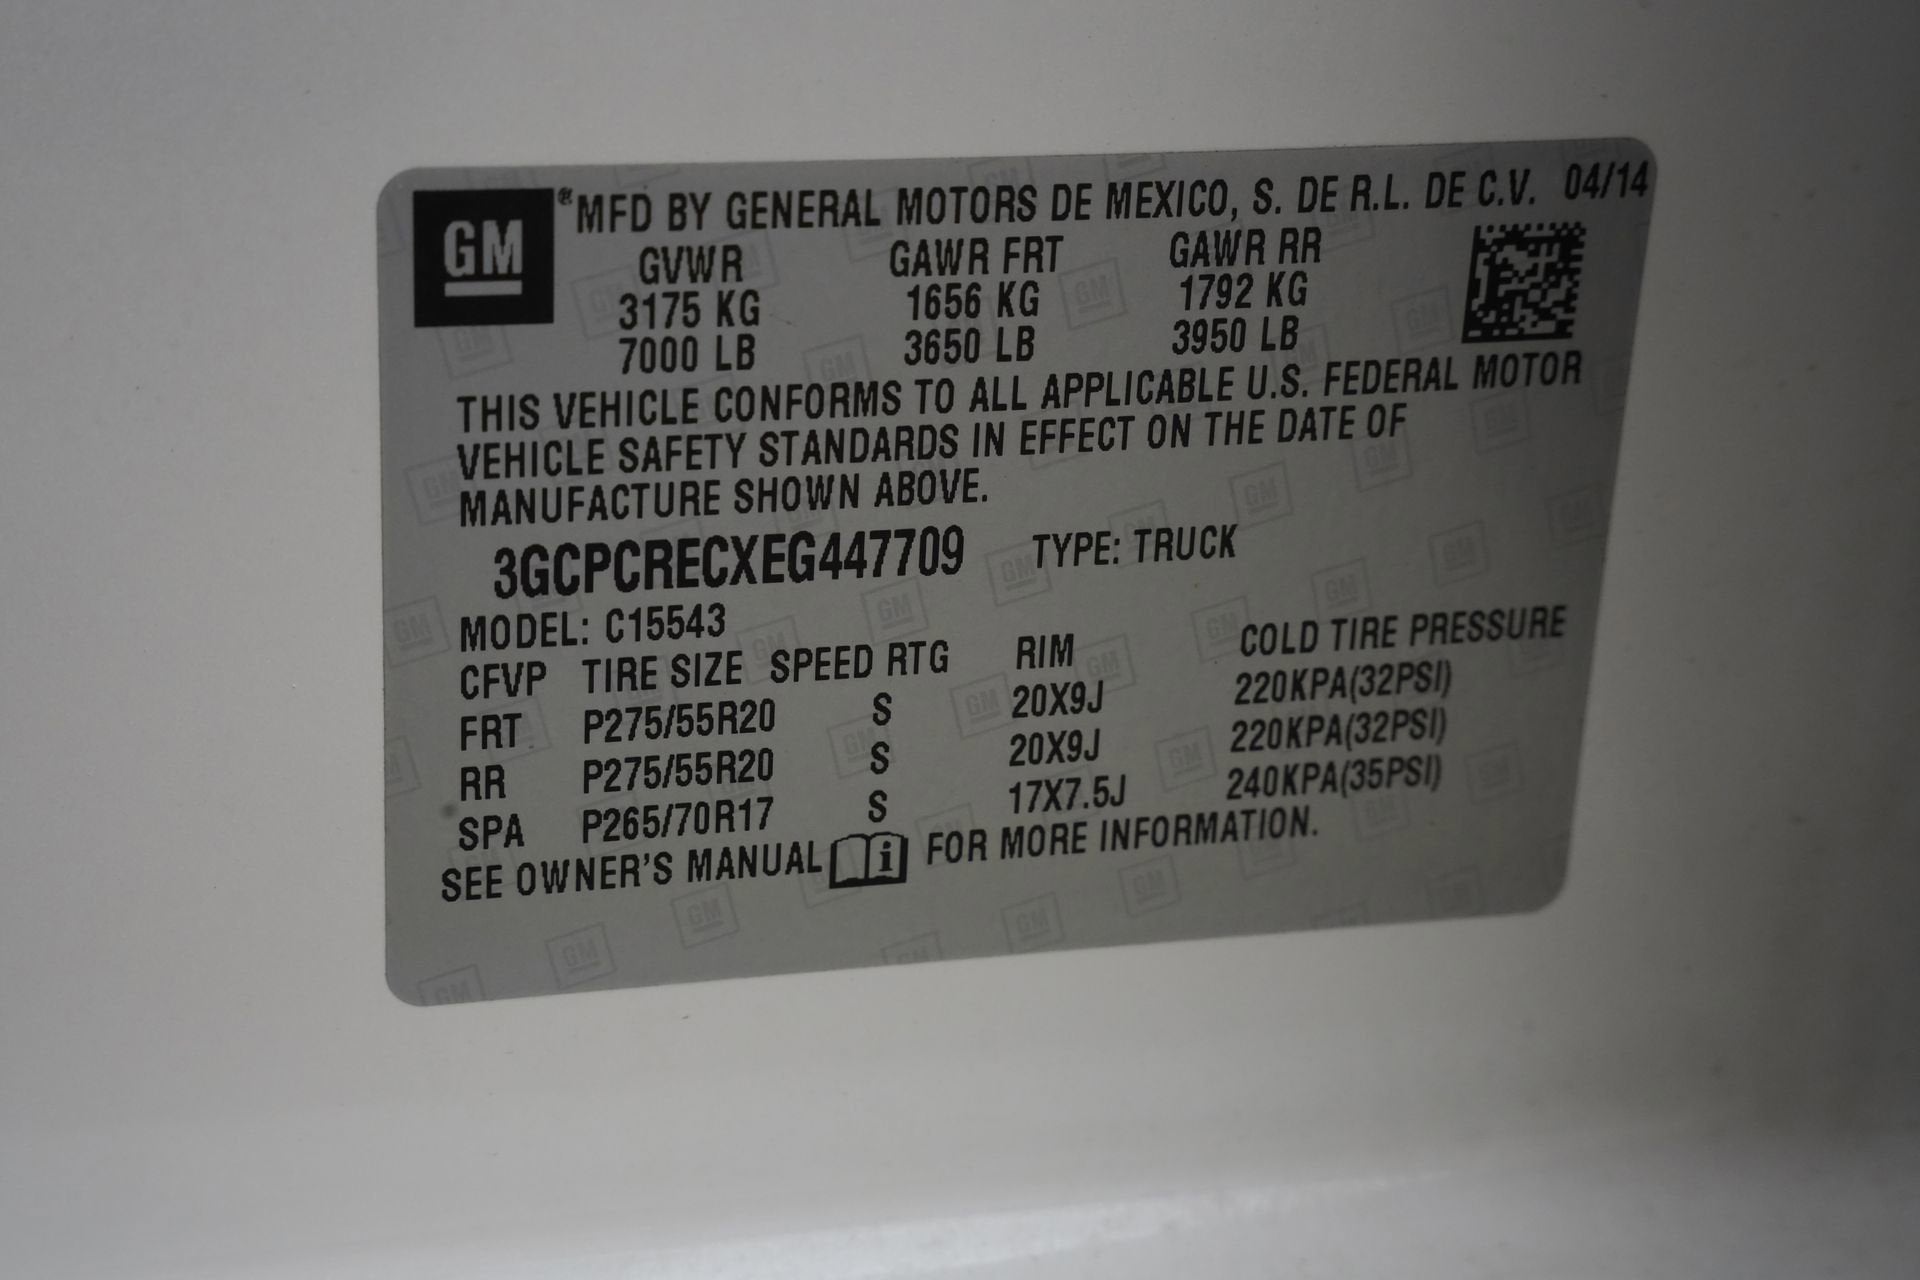 GM
® MFD BY GENERAL MOTORS DE MEXICO, S. DE R.L. DE C.V. 04/14
GVWR GAWR FRT GAWR RR
3175 KG 1656 KG 1792 KG
7000 LB 3650 LB 3950 LB
THIS VEHICLE CONFORMS TO ALL APPLICABLE U.S. FEDERAL MOTOR
VEHICLE SAFETY STANDARDS IN EFFECT ON THE DATE OF
MANUFACTURE SHOWN ABOVE.
3GCPCRECXEG447709 TYPE: TRUCK
MODEL: C15543
CFVP TIRE SIZE SPEED RTG RIM COLD TIRE PRESSURE
FRT P275/55R20 S 20X9J 220KPA(32PSI)
RR P275/55R20 S 20X9J 220KPA(32PSI)
SPA P265/70R17 S 17X7.5J 240KPA(35PSI)
SEE OWNER'S MANUAL i FOR MORE INFORMATION.